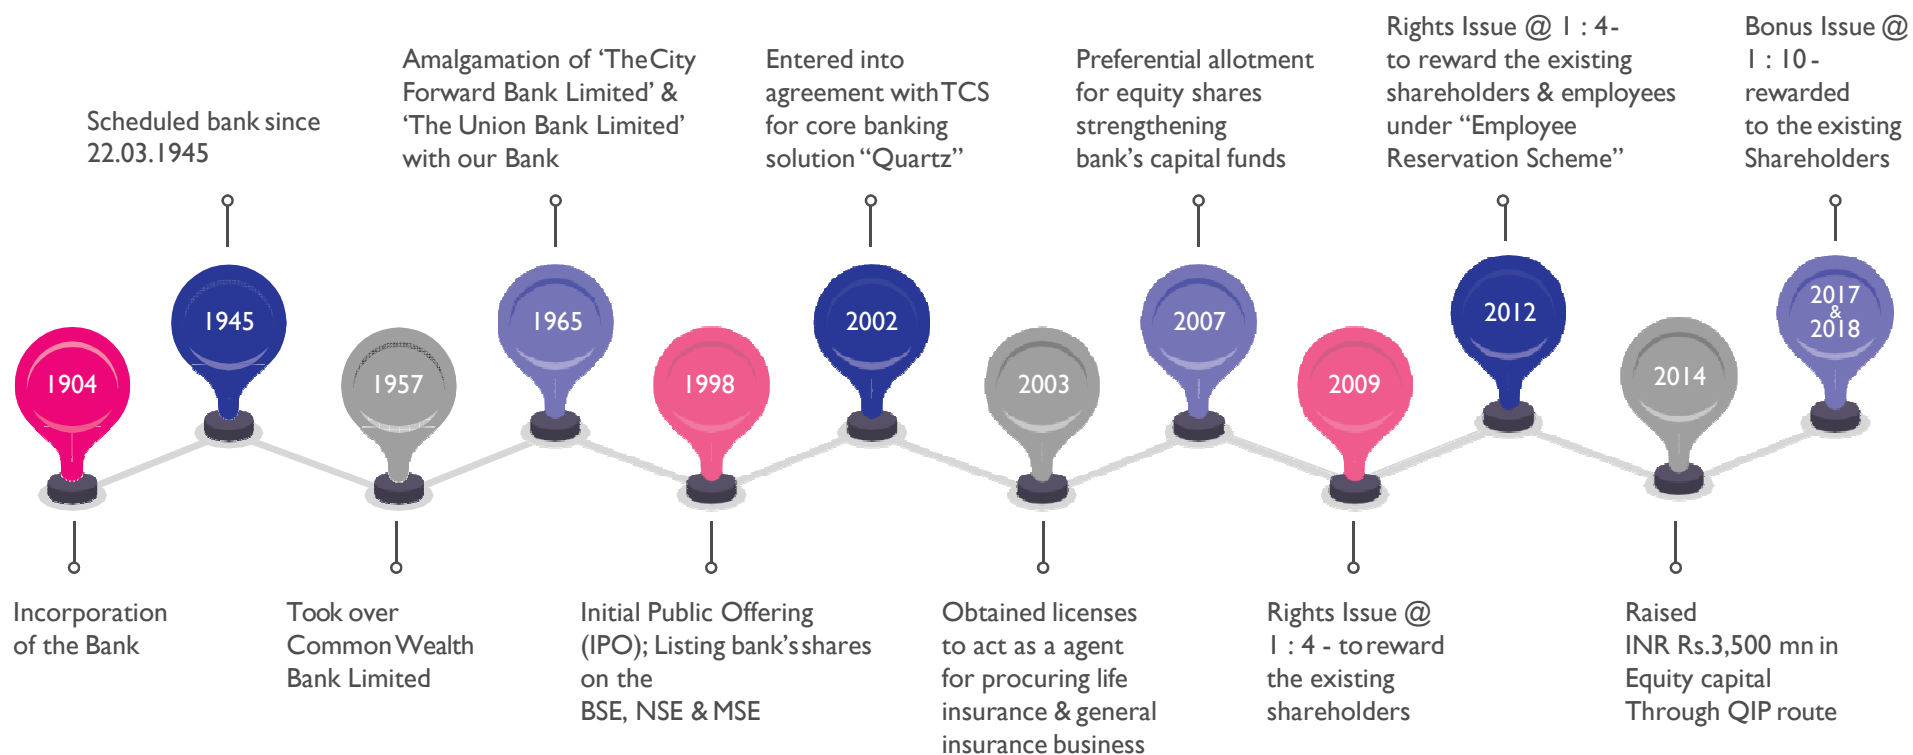 Scheduled bank since
22.03.1945
Amalgamation of ‘The City
Forward Bank Limited’ &
‘The Union Bank Limited’
with our Bank
Entered into
agreement with TCS
for core banking
solution “Quartz”
Preferential allotment
for equity shares
strengthening
bank’s capital funds
Rights Issue @ 1 : 4-
to reward the existing
shareholders & employees
under “Employee
Reservation Scheme”
Bonus Issue @
1 : 10 -
rewarded
to the existing
Shareholders
1904
1945
1957
1965
1998
2002
2003
2007
2009
2012
2014
2017
&
2018
Incorporation
of the Bank
Took over
Common Wealth
Bank Limited
Initial Public Offering
(IPO); Listing bank’s shares
on the
BSE, NSE & MSE
Obtained licenses
to act as a agent
for procuring life
insurance & general
insurance business
Rights Issue @
1 : 4 - to reward
the existing
shareholders
Raised
INR Rs.3,500 mn in
Equity capital
Through QIP route